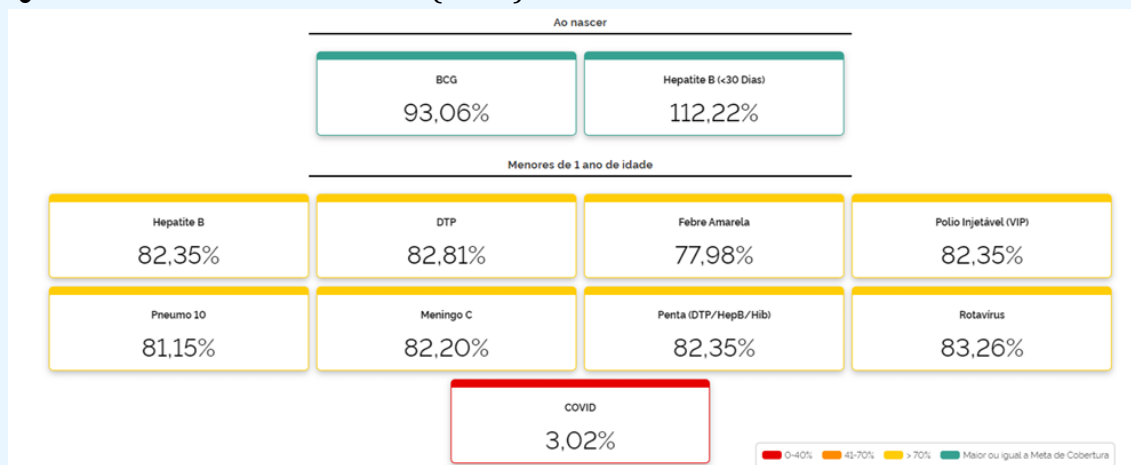 Ao nascer
BCG
93,06%
Hepatite B (<30 Dias)
112,22%
Menores de 1 ano de idade
Hepatite B
82,35%
DTP
82,81%
Febre Amarela
77,98%
Polio Injetável (VIP)
82,35%
Pneumo 10
81,15%
Meningo C
82,20%
Penta (DTP/HepB/Hib)
82,35%
Rotavírus
83,26%
COVID
3,02%
0-40% 41-70% > 70% Maior ou igual a Meta de Cobertura